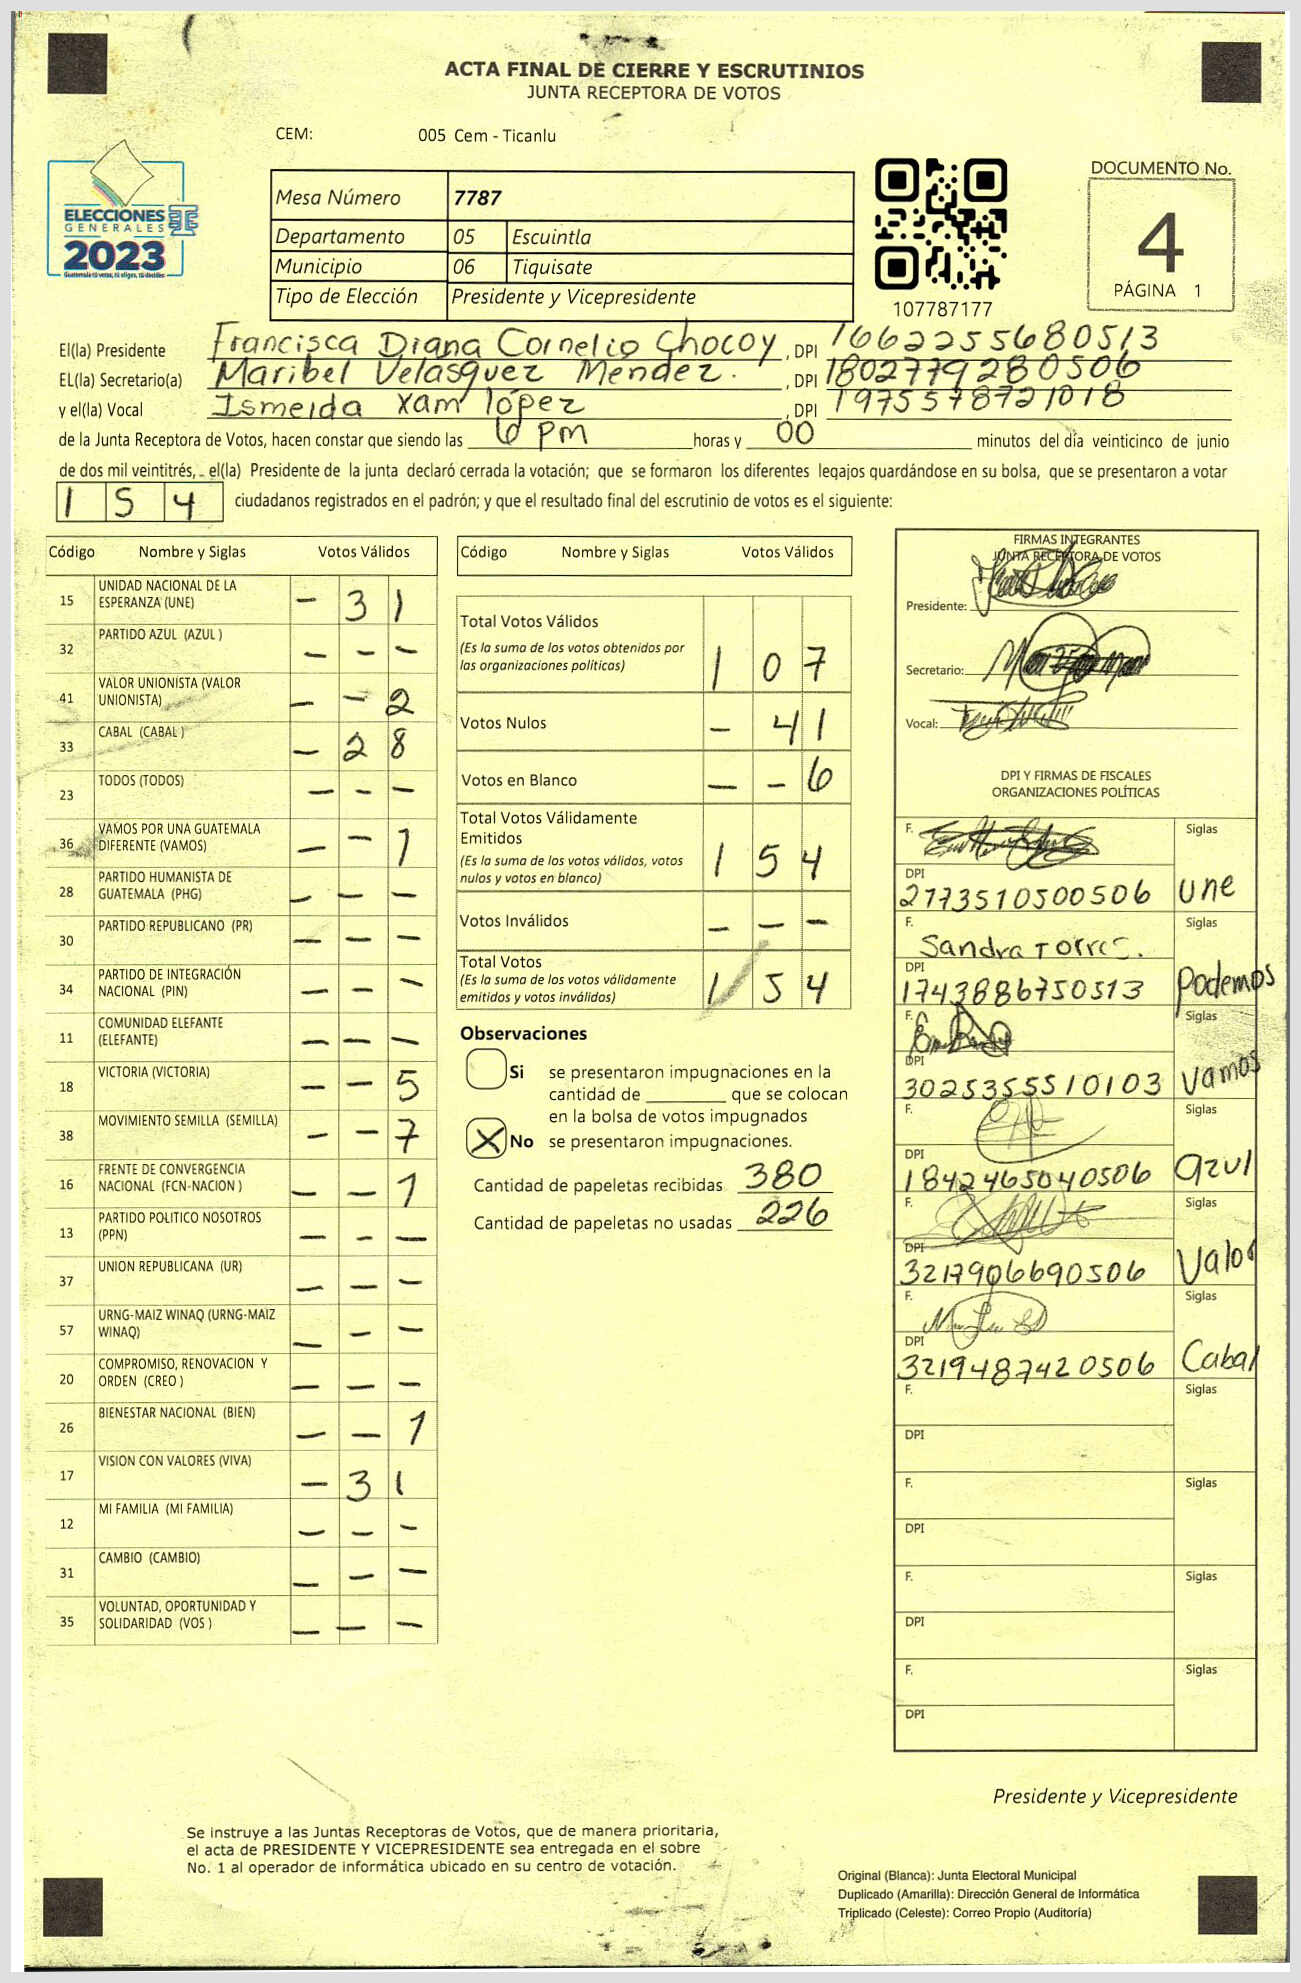 ACTA FINAL DE CIERRE Y ESCRUTINIOS
JUNTA RECEPTORA DE VOTOS
CEM: 005 Cem - Ticanlu
ELECCIONES
GENERALES
2023
Guatemala tú votas, tú eliges, tú decides
Mesa Número 7787
Departamento 05 Escuintla
Municipio 06 Tiquisate
Tipo de Elección Presidente y Vicepresidente
107787177
DOCUMENTO No.
4
PÁGINA 1
El(la) Presidente Francisca Diana Cornelio Chocoy , DPI 1662255680513
EL(la) Secretario(a) Maribel Velasquez Mendez. , DPI 1802779280506
y el(la) Vocal Ismeida Xam lópez , DPI 1975578721018
de la Junta Receptora de Votos, hacen constar que siendo las 6 pm horas y 00 minutos del día veinticinco de junio
de dos mil veintitrés, el(la) Presidente de la junta declaró cerrada la votación; que se formaron los diferentes legajos guardándose en su bolsa, que se presentaron a votar
1 5 4 ciudadanos registrados en el padrón; y que el resultado final del escrutinio de votos es el siguiente:
Código Nombre y Siglas Votos Válidos
15 UNIDAD NACIONAL DE LA ESPERANZA (UNE) - 3 1
32 PARTIDO AZUL (AZUL ) - - -
41 VALOR UNIONISTA (VALOR UNIONISTA) - - 2
33 CABAL (CABAL ) - 2 8
23 TODOS (TODOS) - - -
36 VAMOS POR UNA GUATEMALA DIFERENTE (VAMOS) - - 1
28 PARTIDO HUMANISTA DE GUATEMALA (PHG) - - -
30 PARTIDO REPUBLICANO (PR) - - -
34 PARTIDO DE INTEGRACIÓN NACIONAL (PIN) - - -
11 COMUNIDAD ELEFANTE (ELEFANTE) - - -
18 VICTORIA (VICTORIA) - - 5
38 MOVIMIENTO SEMILLA (SEMILLA) - - 7
16 FRENTE DE CONVERGENCIA NACIONAL (FCN-NACION ) - - 1
13 PARTIDO POLITICO NOSOTROS (PPN) - - -
37 UNION REPUBLICANA (UR) - - -
57 URNG-MAIZ WINAQ (URNG-MAIZ WINAQ) - - -
20 COMPROMISO, RENOVACION Y ORDEN (CREO ) - - -
26 BIENESTAR NACIONAL (BIEN) - - 1
17 VISION CON VALORES (VIVA) - 3 1
12 MI FAMILIA (MI FAMILIA) - - -
31 CAMBIO (CAMBIO) - - -
35 VOLUNTAD, OPORTUNIDAD Y SOLIDARIDAD (VOS ) - - -
Código Nombre y Siglas Votos Válidos
Total Votos Válidos
(Es la suma de los votos obtenidos por
las organizaciones políticas) 1 0 7
Votos Nulos - 4 1
Votos en Blanco - - 6
Total Votos Válidamente
Emitidos
(Es la suma de los votos válidos, votos
nulos y votos en blanco) 1 5 4
Votos Inválidos - - -
Total Votos
(Es la suma de los votos válidamente
emitidos y votos inválidos) 1 5 4
Observaciones
Si se presentaron impugnaciones en la
cantidad de ________ que se colocan
en la bolsa de votos impugnados
X No se presentaron impugnaciones.
Cantidad de papeletas recibidas 380
Cantidad de papeletas no usadas 226
FIRMAS INTEGRANTES
JUNTA RECEPTORA DE VOTOS
Presidente:
Secretario:
Vocal:
DPI Y FIRMAS DE FISCALES
ORGANIZACIONES POLÍTICAS
F. Siglas
DPI
2773510500506 une
F. Sandra Torres. Siglas
DPI
1743886750513 Podemos
F. Siglas
DPI
3025355510103 Vamos
F. Siglas
DPI
1842465040506 azul
F. Siglas
DPI
3217906690506 Valor
F. Siglas
DPI
3219487420506 Cabal
F. Siglas
DPI
F. Siglas
DPI
F. Siglas
DPI
F. Siglas
DPI
Presidente y Vicepresidente
Se instruye a las Juntas Receptoras de Votos, que de manera prioritaria,
el acta de PRESIDENTE Y VICEPRESIDENTE sea entregada en el sobre
No. 1 al operador de informática ubicado en su centro de votación.
Original (Blanca): Junta Electoral Municipal
Duplicado (Amarilla): Dirección General de Informática
Triplicado (Celeste): Correo Propio (Auditoría)